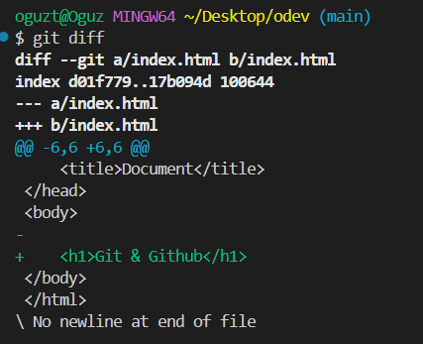 oguzt@Oguz MINGW64 ~/Desktop/odev (main)
$ git diff
diff --git a/index.html b/index.html
index d01f779..17b094d 100644
--- a/index.html
+++ b/index.html
@@ -6,6 +6,6 @@
     <title>Document</title>
 </head>
 <body>
-
+    <h1>Git & Github</h1>
 </body>
 </html>
\ No newline at end of file